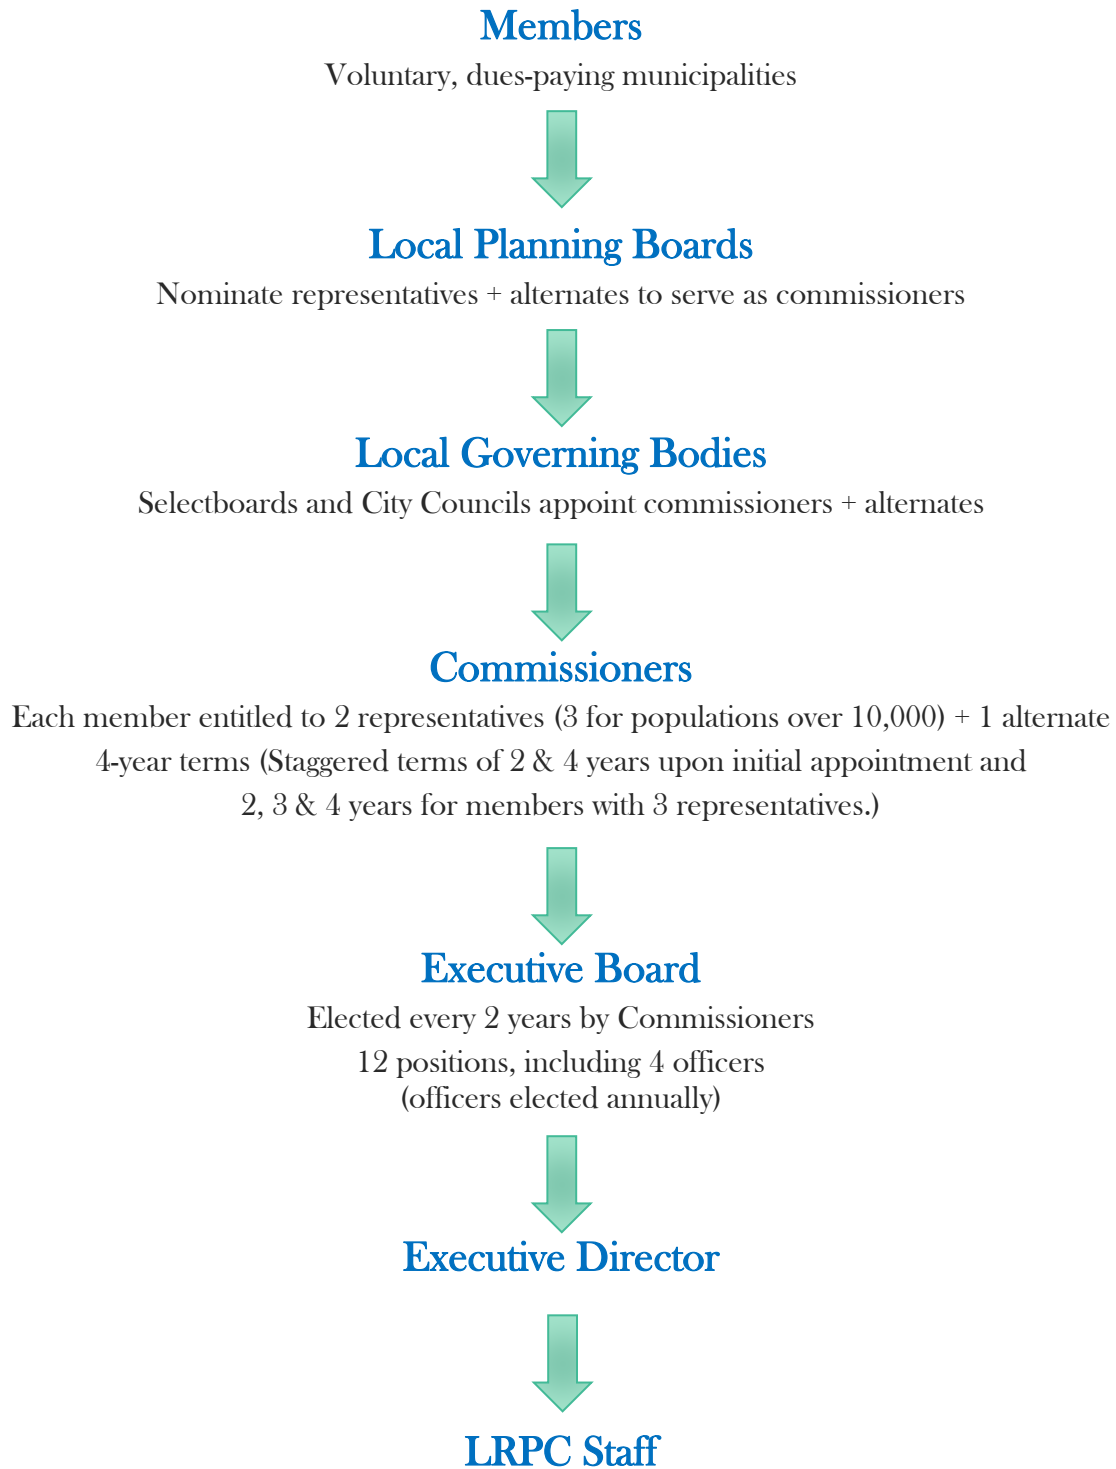 Members
Voluntary, dues-paying municipalities
Local Planning Boards
Nominate representatives + alternates to serve as commissioners
Local Governing Bodies
Selectboards and City Councils appoint commissioners + alternates
Commissioners
Each member entitled to 2 representatives (3 for populations over 10,000) + 1 alternate
4-year terms (Staggered terms of 2 & 4 years upon initial appointment and
2, 3 & 4 years for members with 3 representatives.)
Executive Board
Elected every 2 years by Commissioners
12 positions, including 4 officers
(officers elected annually)
Executive Director
LRPC Staff